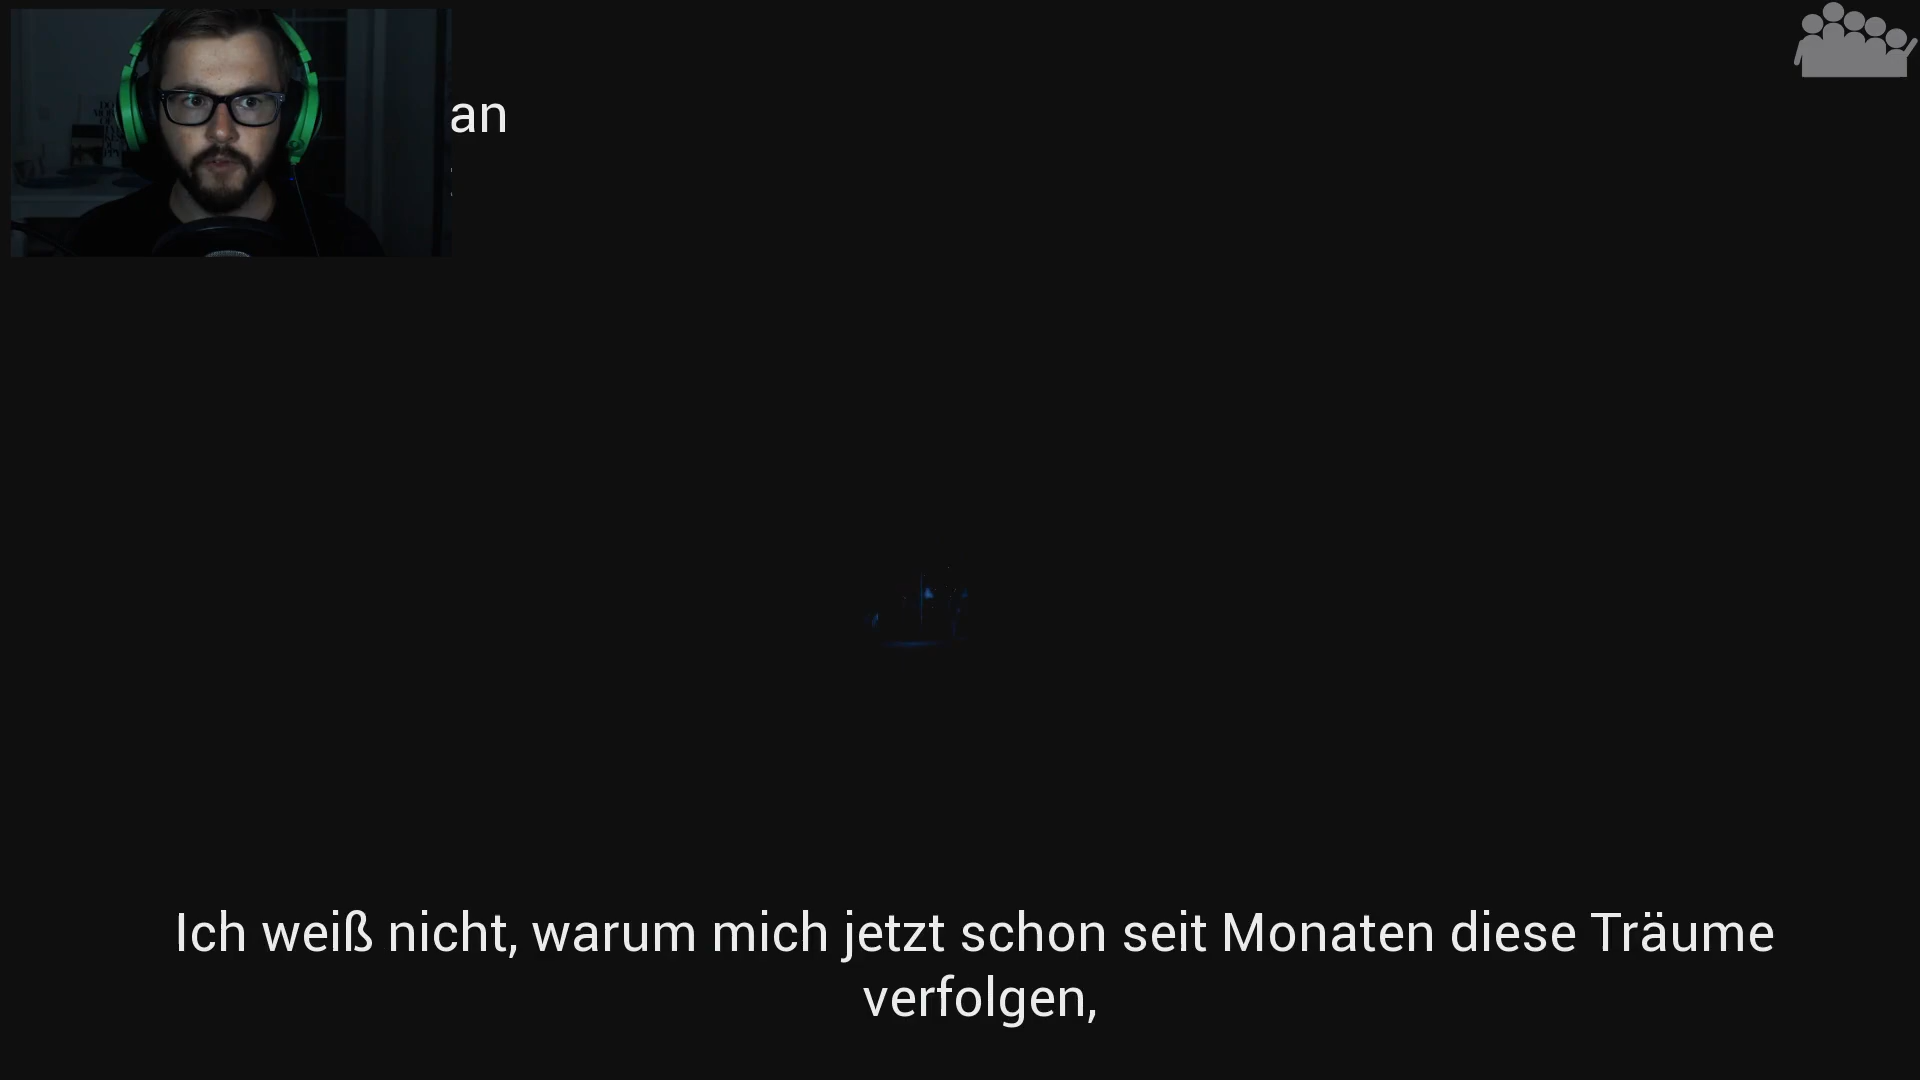 an
Ich weiß nicht, warum mich jetzt schon seit Monaten diese Träume
verfolgen,